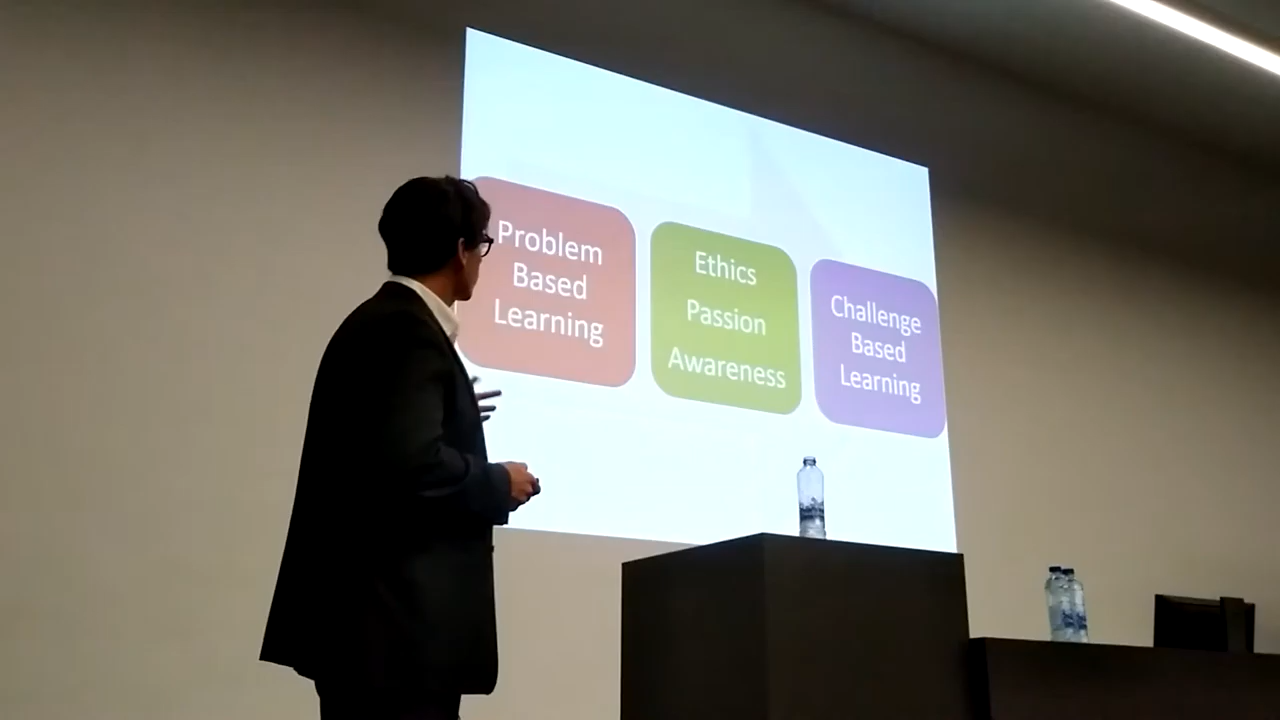 Problem
Based
Learning
Ethics
Passion
Awareness
Challenge
Based
Learning